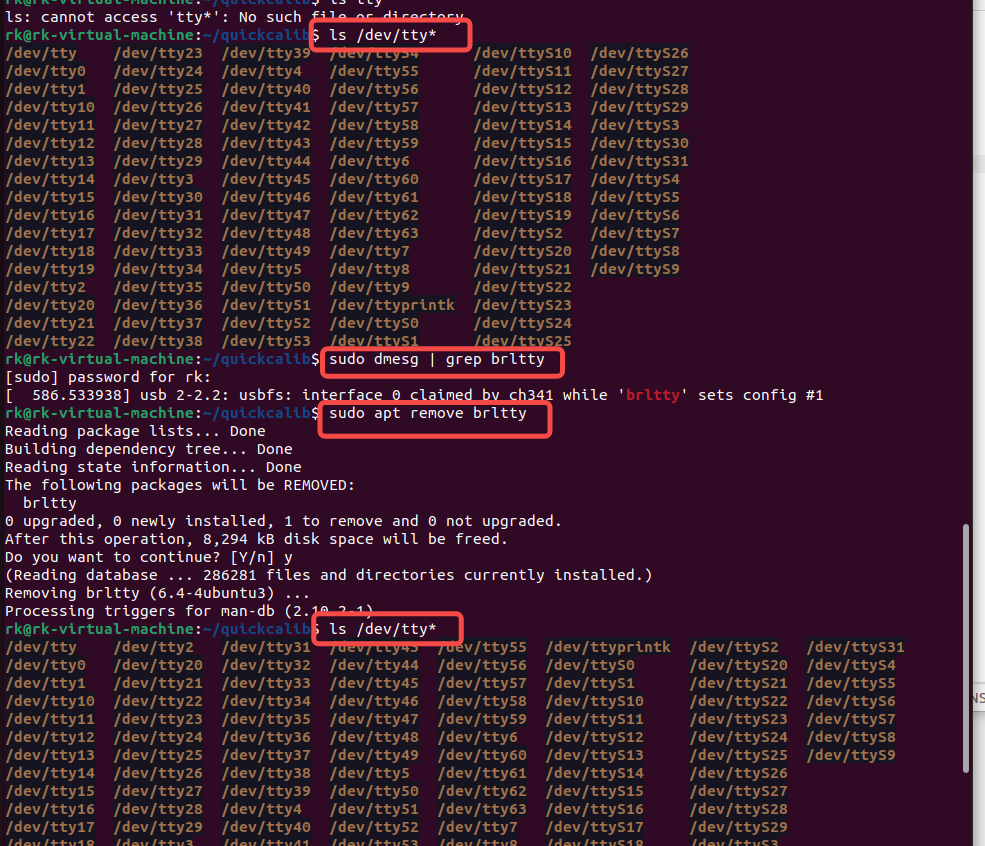 rk@rk-virtual-machine:~/quickcalib$ ls tty
ls: cannot access 'tty*': No such file or directory
rk@rk-virtual-machine:~/quickcalib$ ls /dev/tty*
/dev/tty /dev/tty23 /dev/tty39 /dev/tty54 /dev/ttyS10 /dev/ttyS26
/dev/tty0 /dev/tty24 /dev/tty4 /dev/tty55 /dev/ttyS11 /dev/ttyS27
/dev/tty1 /dev/tty25 /dev/tty40 /dev/tty56 /dev/ttyS12 /dev/ttyS28
/dev/tty10 /dev/tty26 /dev/tty41 /dev/tty57 /dev/ttyS13 /dev/ttyS29
/dev/tty11 /dev/tty27 /dev/tty42 /dev/tty58 /dev/ttyS14 /dev/ttyS3
/dev/tty12 /dev/tty28 /dev/tty43 /dev/tty59 /dev/ttyS15 /dev/ttyS30
/dev/tty13 /dev/tty29 /dev/tty44 /dev/tty6 /dev/ttyS16 /dev/ttyS31
/dev/tty14 /dev/tty3 /dev/tty45 /dev/tty60 /dev/ttyS17 /dev/ttyS4
/dev/tty15 /dev/tty30 /dev/tty46 /dev/tty61 /dev/ttyS18 /dev/ttyS5
/dev/tty16 /dev/tty31 /dev/tty47 /dev/tty62 /dev/ttyS19 /dev/ttyS6
/dev/tty17 /dev/tty32 /dev/tty48 /dev/tty63 /dev/ttyS2 /dev/ttyS7
/dev/tty18 /dev/tty33 /dev/tty49 /dev/tty7 /dev/ttyS20 /dev/ttyS8
/dev/tty19 /dev/tty34 /dev/tty5 /dev/tty8 /dev/ttyS21 /dev/ttyS9
/dev/tty2 /dev/tty35 /dev/tty50 /dev/tty9 /dev/ttyS22
/dev/tty20 /dev/tty36 /dev/tty51 /dev/ttyprintk /dev/ttyS23
/dev/tty21 /dev/tty37 /dev/tty52 /dev/ttyS0 /dev/ttyS24
/dev/tty22 /dev/tty38 /dev/tty53 /dev/ttyS1 /dev/ttyS25
rk@rk-virtual-machine:~/quickcalib$ sudo dmesg | grep brltty
[sudo] password for rk:
[  586.533938] usb 2-2.2: usbfs: interface 0 claimed by ch341 while 'brltty' sets config #1
rk@rk-virtual-machine:~/quickcalib$ sudo apt remove brltty
Reading package lists... Done
Building dependency tree... Done
Reading state information... Done
The following packages will be REMOVED:
  brltty
0 upgraded, 0 newly installed, 1 to remove and 0 not upgraded.
After this operation, 8,294 kB disk space will be freed.
Do you want to continue? [Y/n] y
(Reading database ... 286281 files and directories currently installed.)
Removing brltty (6.4-4ubuntu3) ...
Processing triggers for man-db (2.10.2-1)
rk@rk-virtual-machine:~/quickcalib$ ls /dev/tty*
/dev/tty /dev/tty2 /dev/tty31 /dev/tty43 /dev/tty55 /dev/ttyprintk /dev/ttyS2 /dev/ttyS31
/dev/tty0 /dev/tty20 /dev/tty32 /dev/tty44 /dev/tty56 /dev/ttyS0 /dev/ttyS20 /dev/ttyS4
/dev/tty1 /dev/tty21 /dev/tty33 /dev/tty45 /dev/tty57 /dev/ttyS1 /dev/ttyS21 /dev/ttyS5
/dev/tty10 /dev/tty22 /dev/tty34 /dev/tty46 /dev/tty58 /dev/ttyS10 /dev/ttyS22 /dev/ttyS6
/dev/tty11 /dev/tty23 /dev/tty35 /dev/tty47 /dev/tty59 /dev/ttyS11 /dev/ttyS23 /dev/ttyS7
/dev/tty12 /dev/tty24 /dev/tty36 /dev/tty48 /dev/tty6 /dev/ttyS12 /dev/ttyS24 /dev/ttyS8
/dev/tty13 /dev/tty25 /dev/tty37 /dev/tty49 /dev/tty60 /dev/ttyS13 /dev/ttyS25 /dev/ttyS9
/dev/tty14 /dev/tty26 /dev/tty38 /dev/tty5 /dev/tty61 /dev/ttyS14 /dev/ttyS26
/dev/tty15 /dev/tty27 /dev/tty39 /dev/tty50 /dev/tty62 /dev/ttyS15 /dev/ttyS27
/dev/tty16 /dev/tty28 /dev/tty4 /dev/tty51 /dev/tty63 /dev/ttyS16 /dev/ttyS28
/dev/tty17 /dev/tty29 /dev/tty40 /dev/tty52 /dev/tty7 /dev/ttyS17 /dev/ttyS29
/dev/tty18 /dev/tty3 /dev/tty41 /dev/tty53 /dev/tty8 /dev/ttyS18 /dev/ttyS3